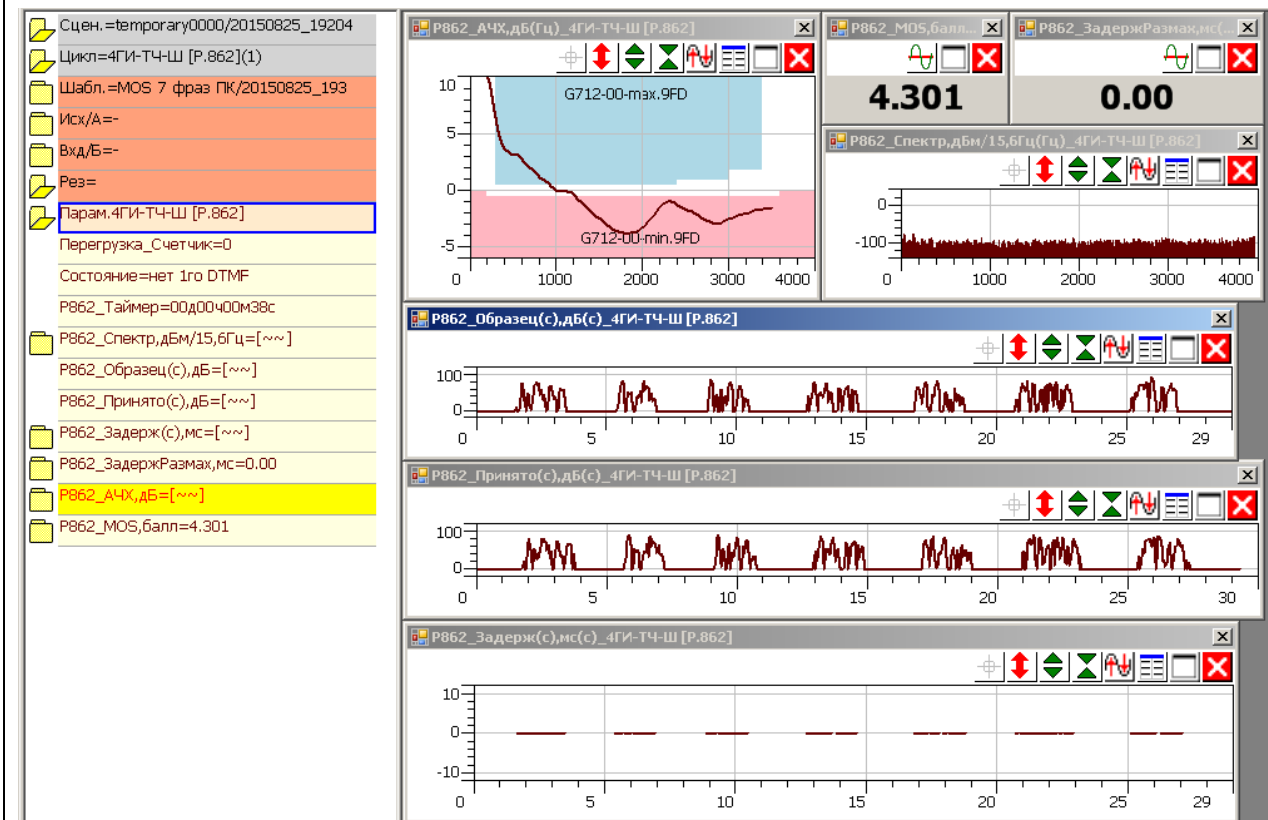 Сцен.=temporary0000/20150825_19204
Цикл=4ГИ-ТЧ-Ш [P.862](1)
Шабл.=MOS 7 фраз ПК/20150825_193
Исх/А=-
Вхд/Б=-
Рез=
Парам.4ГИ-ТЧ-Ш [P.862]
Перегрузка_Счетчик=0
Состояние=нет 1го DTMF
P862_Таймер=00д00ч00м38с
P862_Спектр,дБм/15,6Гц=[~~]
P862_Образец(с),дБ=[~~]
P862_Принято(с),дБ=[~~]
P862_Задерж(с),мс=[~~]
P862_ЗадержРазмах,мс=0.00
P862_АЧХ,дБ=[~~]
P862_MOS,балл=4.301
P862_АЧХ,дБ(Гц)_4ГИ-ТЧ-Ш [P.862]
10
5
0
-5
G712-00-max.9FD
G712-00-min.9FD
0 1000 2000 3000 4000
P862_MOS,балл...
4.301
P862_ЗадержРазмах,мс(...
0.00
P862_Спектр,дБм/15,6Гц(Гц)_4ГИ-ТЧ-Ш [P.862]
0
-100
0 1000 2000 3000 4000
P862_Образец(с),дБ(с)_4ГИ-ТЧ-Ш [P.862]
100
0
0 5 10 15 20 25 29
P862_Принято(с),дБ(с)_4ГИ-ТЧ-Ш [P.862]
100
0
0 5 10 15 20 25 30
P862_Задерж(с),мс(с)_4ГИ-ТЧ-Ш [P.862]
10
0
-10
0 5 10 15 20 25 29